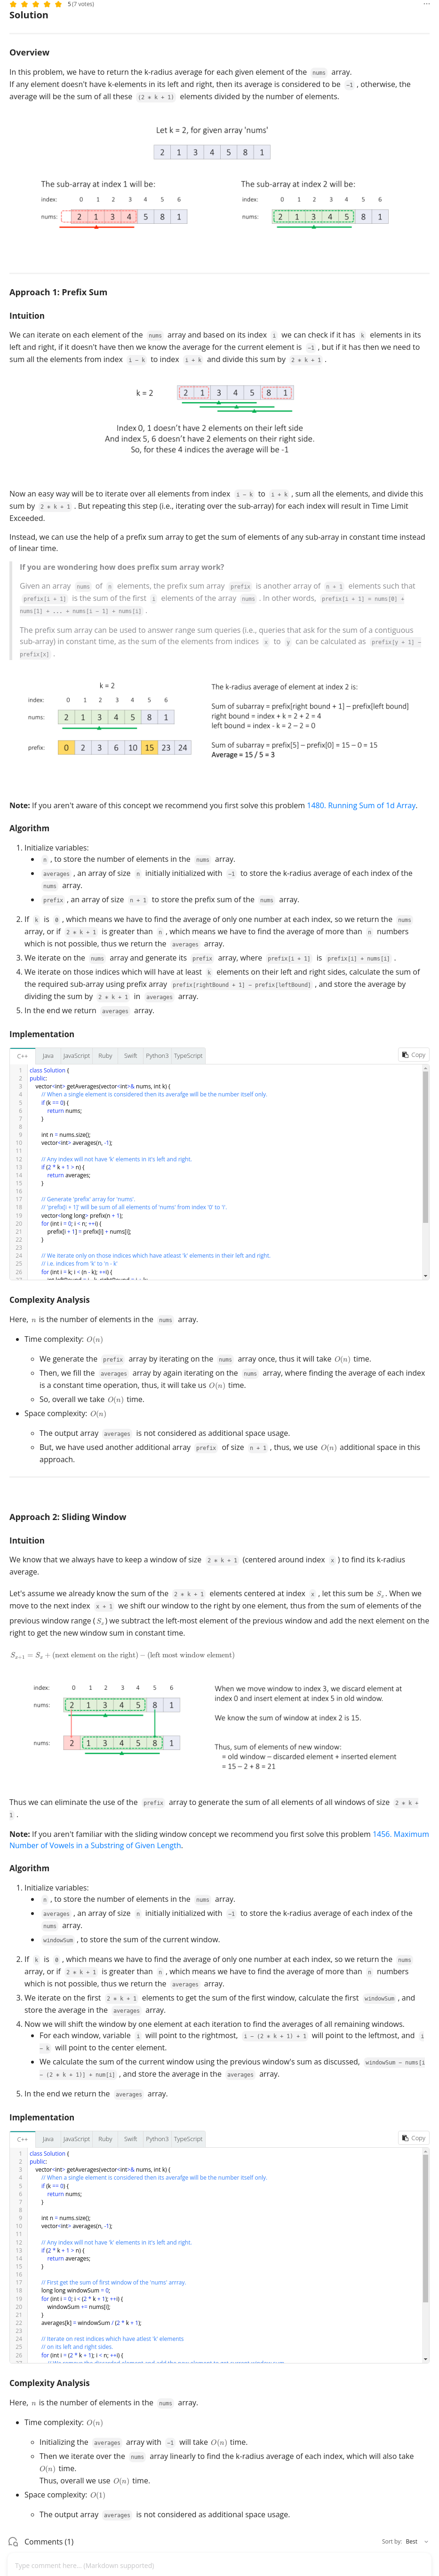 5 (7 votes)
Solution
Overview
In this problem, we have to return the k-radius average for each given element of the nums array.
If any element doesn't have k-elements in its left and right, then its average is considered to be -1, otherwise, the
average will be the sum of all these (2 * k + 1) elements divided by the number of elements.
Let k = 2, for given array 'nums'
2 1 3 4 5 8 1
The sub-array at index 1 will be:
index: 0 1 2 3 4 5 6
nums: 2 1 3 4 5 8 1
The sub-array at index 2 will be:
index: 0 1 2 3 4 5 6
nums: 2 1 3 4 5 8 1
Approach 1: Prefix Sum
Intuition
We can iterate on each element of the nums array and based on its index i we can check if it has k elements in its
left and right, if it doesn't have then we know the average for the current element is -1, but if it has then we need to
sum all the elements from index i - k to index i + k and divide this sum by 2 * k + 1.
k = 2
2 1 3 4 5 8 1
Index 0, 1 doesn't have 2 elements on their left side
And index 5, 6 doesn't have 2 elements on their right side.
So, for these 4 indices the average will be -1
Now an easy way will be to iterate over all elements from index i - k to i + k, sum all the elements, and divide this
sum by 2 * k + 1. But repeating this step (i.e., iterating over the sub-array) for each index will result in Time Limit
Exceeded.
Instead, we can use the help of a prefix sum array to get the sum of elements of any sub-array in constant time instead
of linear time.
If you are wondering how does prefix sum array work?
Given an array nums of n elements, the prefix sum array prefix is another array of n + 1 elements such that
prefix[i + 1] is the sum of the first i elements of the array nums. In other words, prefix[i + 1] = nums[0] +
nums[1] + ... + nums[i - 1] + nums[i].
The prefix sum array can be used to answer range sum queries (i.e., queries that ask for the sum of a contiguous
sub-array) in constant time, as the sum of the elements from indices x to y can be calculated as prefix[y + 1] -
prefix[x].
k = 2
index: 0 1 2 3 4 5 6
nums: 2 1 3 4 5 8 1
prefix: 0 2 3 6 10 15 23 24
The k-radius average of element at index 2 is:
Sum of subarray = prefix[right bound + 1] – prefix[left bound]
right bound = index + k = 2 + 2 = 4
left bound = index - k = 2 – 2 = 0
Sum of subarray = prefix[5] – prefix[0] = 15 – 0 = 15
Average = 15 / 5 = 3
Note: If you aren't aware of this concept we recommend you first solve this problem 1480. Running Sum of 1d Array.
Algorithm
1. Initialize variables:
n, to store the number of elements in the nums array.
averages, an array of size n initially initialized with -1 to store the k-radius average of each index of the
nums array.
prefix, an array of size n + 1 to store the prefix sum of the nums array.
2. If k is 0, which means we have to find the average of only one number at each index, so we return the nums
array, or if 2 * k + 1 is greater than n, which means we have to find the average of more than n numbers
which is not possible, thus we return the averages array.
3. We iterate on the nums array and generate its prefix array, where prefix[i + 1] is prefix[i] + nums[i] .
4. We iterate on those indices which will have at least k elements on their left and right sides, calculate the sum of
the required sub-array using prefix array prefix[rightBound + 1] - prefix[leftBound] , and store the average by
dividing the sum by 2 * k + 1 in averages array.
5. In the end we return averages array.
Implementation
C++ Java JavaScript Ruby Swift Python3 TypeScript Copy
1 class Solution {
2 public:
3 vector<int> getAverages(vector<int>& nums, int k) {
4 // When a single element is considered then its averafge will be the number itself only.
5 if (k == 0) {
6 return nums;
7 }
8
9 int n = nums.size();
10 vector<int> averages(n, -1);
11
12 // Any index will not have 'k' elements in it's left and right.
13 if (2 * k + 1 > n) {
14 return averages;
15 }
16
17 // Generate 'prefix' array for 'nums'.
18 // 'prefix[i + 1]' will be sum of all elements of 'nums' from index '0' to 'i'.
19 vector<long long> prefix(n + 1);
20 for (int i = 0; i < n; ++i) {
21 prefix[i + 1] = prefix[i] + nums[i];
22 }
23
24 // We iterate only on those indices which have atleast 'k' elements in their left and right.
25 // i.e. indices from 'k' to 'n - k'
26 for (int i = k; i < (n - k); ++i) {
Complexity Analysis
Here, n is the number of elements in the nums array.
Time complexity: O(n)
We generate the prefix array by iterating on the nums array once, thus it will take O(n) time.
Then, we fill the averages array by again iterating on the nums array, where finding the average of each index
is a constant time operation, thus, it will take us O(n) time.
So, overall we take O(n) time.
Space complexity: O(n)
The output array averages is not considered as additional space usage.
But, we have used another additional array prefix of size n + 1, thus, we use O(n) additional space in this
approach.
Approach 2: Sliding Window
Intuition
We know that we always have to keep a window of size 2 * k + 1 (centered around index x) to find its k-radius
average.
Let's assume we already know the sum of the 2 * k + 1 elements centered at index x, let this sum be Sₓ. When we
move to the next index x + 1 we shift our window to the right by one element, thus from the sum of elements of the
previous window range (Sₓ) we subtract the left-most element of the previous window and add the next element on the
right to get the new window sum in constant time.
Sₓ₊₁ = Sₓ + (next element on the right) − (left most window element)
index: 0 1 2 3 4 5 6
nums: 2 1 3 4 5 8 1
nums: 2 1 3 4 5 8 1
When we move window to index 3, we discard element at
index 0 and insert element at index 5 in old window.
We know the sum of window at index 2 is 15.
Thus, sum of elements of new window:
= old window – discarded element + inserted element
= 15 – 2 + 8 = 21
Thus we can eliminate the use of the prefix array to generate the sum of all elements of all windows of size 2 * k +
1.
Note: If you aren't familiar with the sliding window concept we recommend you first solve this problem 1456. Maximum
Number of Vowels in a Substring of Given Length.
Algorithm
1. Initialize variables:
n, to store the number of elements in the nums array.
averages, an array of size n initially initialized with -1 to store the k-radius average of each index of the
nums array.
windowSum, to store the sum of the current window.
2. If k is 0, which means we have to find the average of only one number at each index, so we return the nums
array, or if 2 * k + 1 is greater than n, which means we have to find the average of more than n numbers
which is not possible, thus we return the averages array.
3. We iterate on the first 2 * k + 1 elements to get the sum of the first window, calculate the first windowSum, and
store the average in the averages array.
4. Now we will shift the window by one element at each iteration to find the averages of all remaining windows.
For each window, variable i will point to the rightmost, i - (2 * k + 1) + 1 will point to the leftmost, and i
- k will point to the center element.
We calculate the sum of the current window using the previous window's sum as discussed, windowSum - nums[i
- (2 * k + 1)] + num[i] , and store the average in the averages array.
5. In the end we return the averages array.
Implementation
C++ Java JavaScript Ruby Swift Python3 TypeScript Copy
1 class Solution {
2 public:
3 vector<int> getAverages(vector<int>& nums, int k) {
4 // When a single element is considered then its average will be the number itself only.
5 if (k == 0) {
6 return nums;
7 }
8
9 int n = nums.size();
10 vector<int> averages(n, -1);
11
12 // Any index will not have 'k' elements in it's left and right.
13 if (2 * k + 1 > n) {
14 return averages;
15 }
16
17 // First get the sum of first window of the 'nums' arrray.
18 long long windowSum = 0;
19 for (int i = 0; i < (2 * k + 1); ++i) {
20 windowSum += nums[i];
21 }
22 averages[k] = windowSum / (2 * k + 1);
23
24 // Iterate on rest indices which have atlest 'k' elements
25 // on its left and right sides.
26 for (int i = (2 * k + 1); i < n; ++i) {
Complexity Analysis
Here, n is the number of elements in the nums array.
Time complexity: O(n)
Initializing the averages array with -1 will take O(n) time.
Then we iterate over the nums array linearly to find the k-radius average of each index, which will also take
O(n) time.
Thus, overall we use O(n) time.
Space complexity: O(1)
The output array averages is not considered as additional space usage.
Comments (1)
Sort by: Best
Type comment here... (Markdown supported)